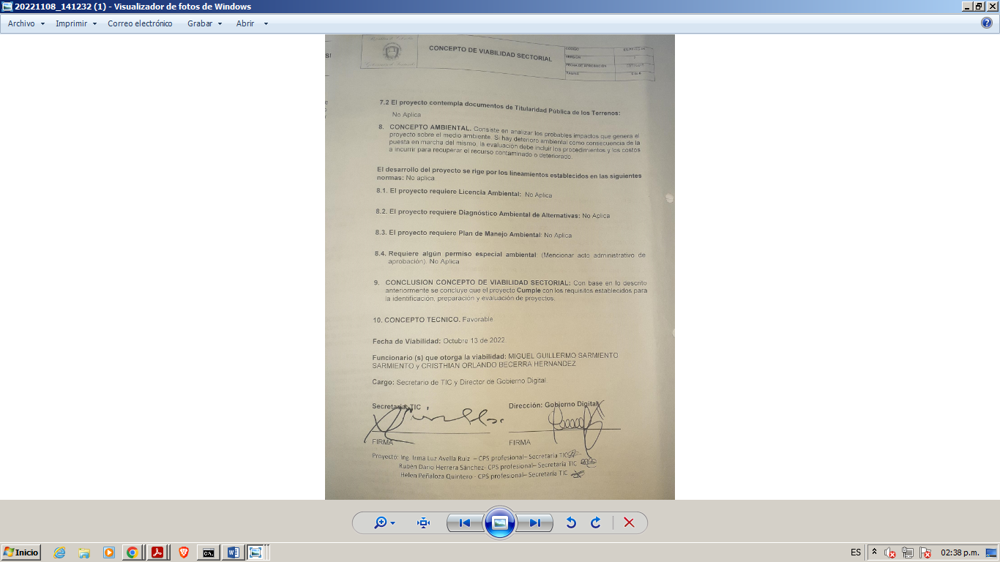 20221108_141232 (1) - Visualizador de fotos de Windows
Archivo Imprimir Correo electrónico Grabar Abrir
CONCEPTO DE VIABILIDAD SECTORIAL
CÓDIGO
VERSIÓN
FECHA DE APROBACIÓN
PÁGINA
7.2 El proyecto contempla documentos de Titularidad Pública de los Terrenos:
No Aplica
8. CONCEPTO AMBIENTAL. Consiste en analizar los probables impactos que genera el
proyecto sobre el medio ambiente. Si hay deterioro ambiental como consecuencia de la
puesta en marcha del mismo, la evaluación debe incluir los procedimientos y los costos
a incurrir para recuperar el recurso contaminado o deteriorado.
El desarrollo del proyecto se rige por los lineamientos establecidos en las siguientes
normas: No aplica
8.1. El proyecto requiere Licencia Ambiental: No Aplica
8.2. El proyecto requiere Diagnóstico Ambiental de Alternativas: No Aplica
8.3. El proyecto requiere Plan de Manejo Ambiental: No Aplica
8.4. Requiere algún permiso especial ambiental: (Mencionar acto administrativo de
aprobación). No Aplica
9. CONCLUSION CONCEPTO DE VIABILIDAD SECTORIAL: Con base en lo descrito
anteriormente se concluye que el proyecto Cumple con los requisitos establecidos para
la identificación, preparación y evaluación de proyectos.
10. CONCEPTO TECNICO. Favorable
Fecha de Viabilidad: Octubre 13 de 2022.
Funcionario (s) que otorga la viabilidad: MIGUEL GUILLERMO SARMIENTO
SARMIENTO y CRISTHIAN ORLANDO BECERRA HERNANDEZ
Cargo: Secretario de TIC y Director de Gobierno Digital.
Secretaria TIC Dirección: Gobierno Digital
FIRMA FIRMA
Proyectó: Ing. Irma Luz Avella Ruiz – CPS profesional– Secretaria TIC
Rubén Darío Herrera Sánchez- CPS profesional– Secretaría TIC
Helen Peñaloza Quintero - CPS profesional– Secretaría TIC
Inicio ES 02:38 p.m.